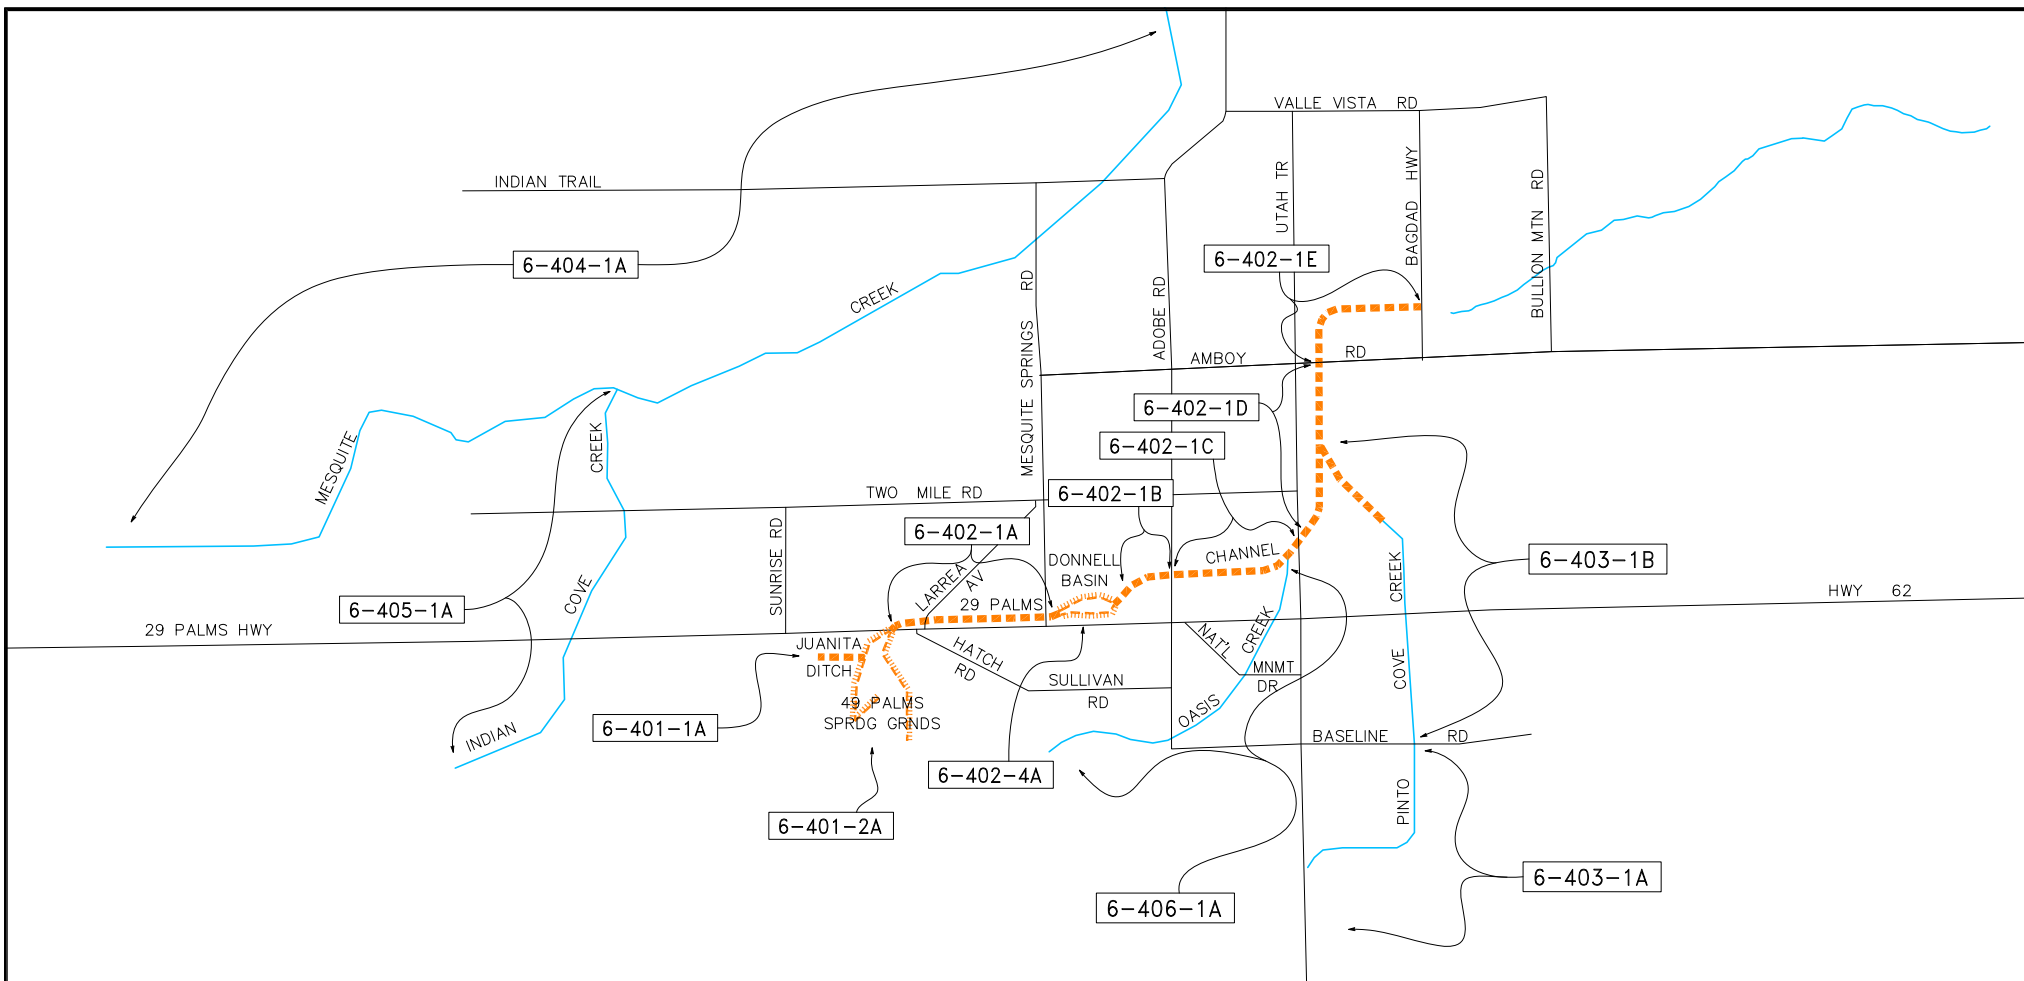 VALLE VISTA RD
INDIAN TRAIL
UTAH TR
BAGDAD HWY
BULLION MTN RD
6-404-1A
6-402-1E
MESQUITE SPRINGS RD
ADOBE RD
CREEK
AMBOY RD
6-402-1D
6-402-1C
MESQUITE
CREEK
TWO MILE RD
6-402-1B
SUNRISE RD
6-402-1A
LARREA
AV
DONNELL
BASIN
CHANNEL
6-403-1B
CREEK
COVE
6-405-1A
29 PALMS
HWY 62
29 PALMS HWY
JUANITA
DITCH
HATCH
RD
NAT'L
CREEK
MNMT
DR
COVE
SULLIVAN
RD
49 PALMS
SPRDG GRNDS
OASIS
6-401-1A
INDIAN
BASELINE RD
6-402-4A
PINTO
6-401-2A
6-403-1A
6-406-1A